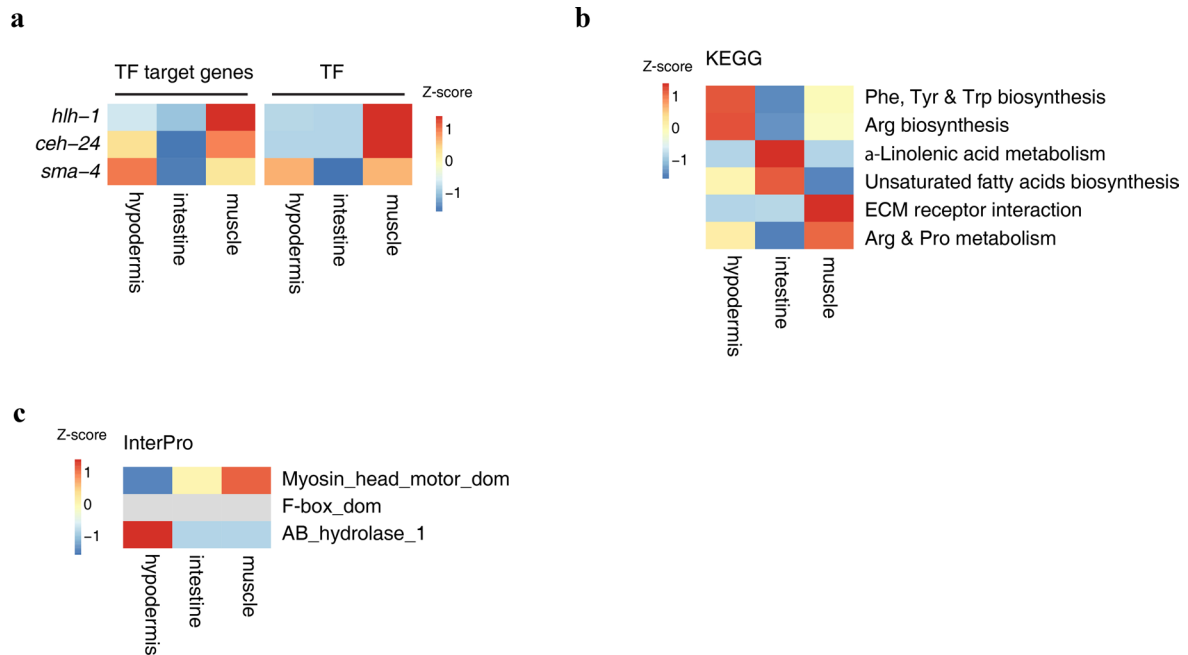 a
TF target genes
TF
Z-score
hlh-1
ceh-24
sma-4
1
0
-1
hypodermis
intestine
muscle
hypodermis
intestine
muscle
b
KEGG
Z-score
1
0
-1
Phe, Tyr & Trp biosynthesis
Arg biosynthesis
a-Linolenic acid metabolism
Unsaturated fatty acids biosynthesis
ECM receptor interaction
Arg & Pro metabolism
hypodermis
intestine
muscle
c
Z-score
InterPro
1
0
-1
Myosin_head_motor_dom
F-box_dom
AB_hydrolase_1
hypodermis
intestine
muscle